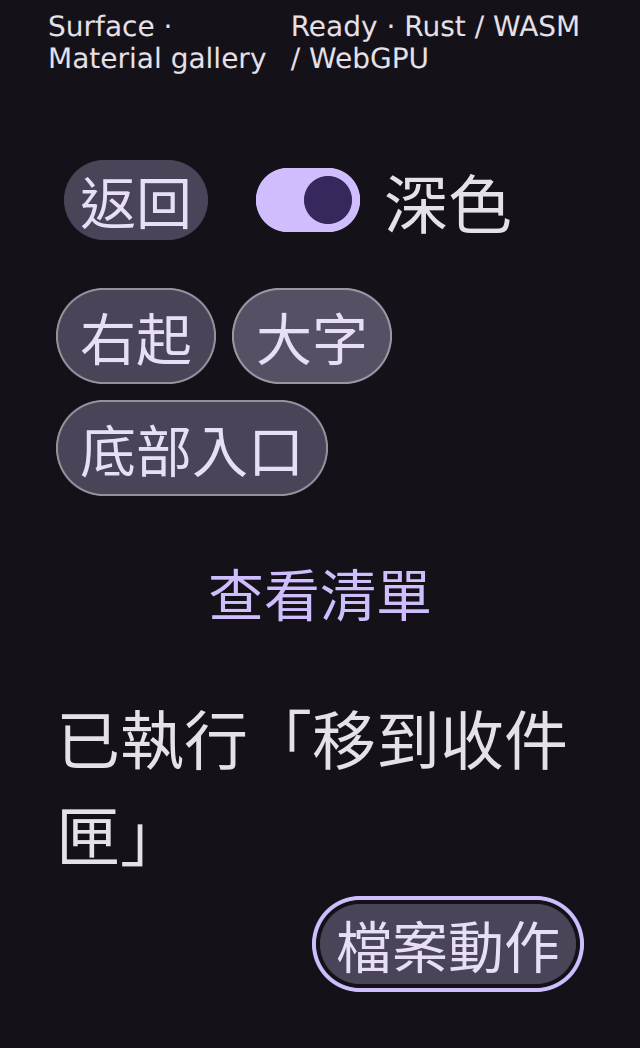 Surface ·
Material gallery
Ready · Rust / WASM
/ WebGPU
返回
深色
右起
大字
底部入口
查看清單
已執行「移到收件
匣」
檔案動作